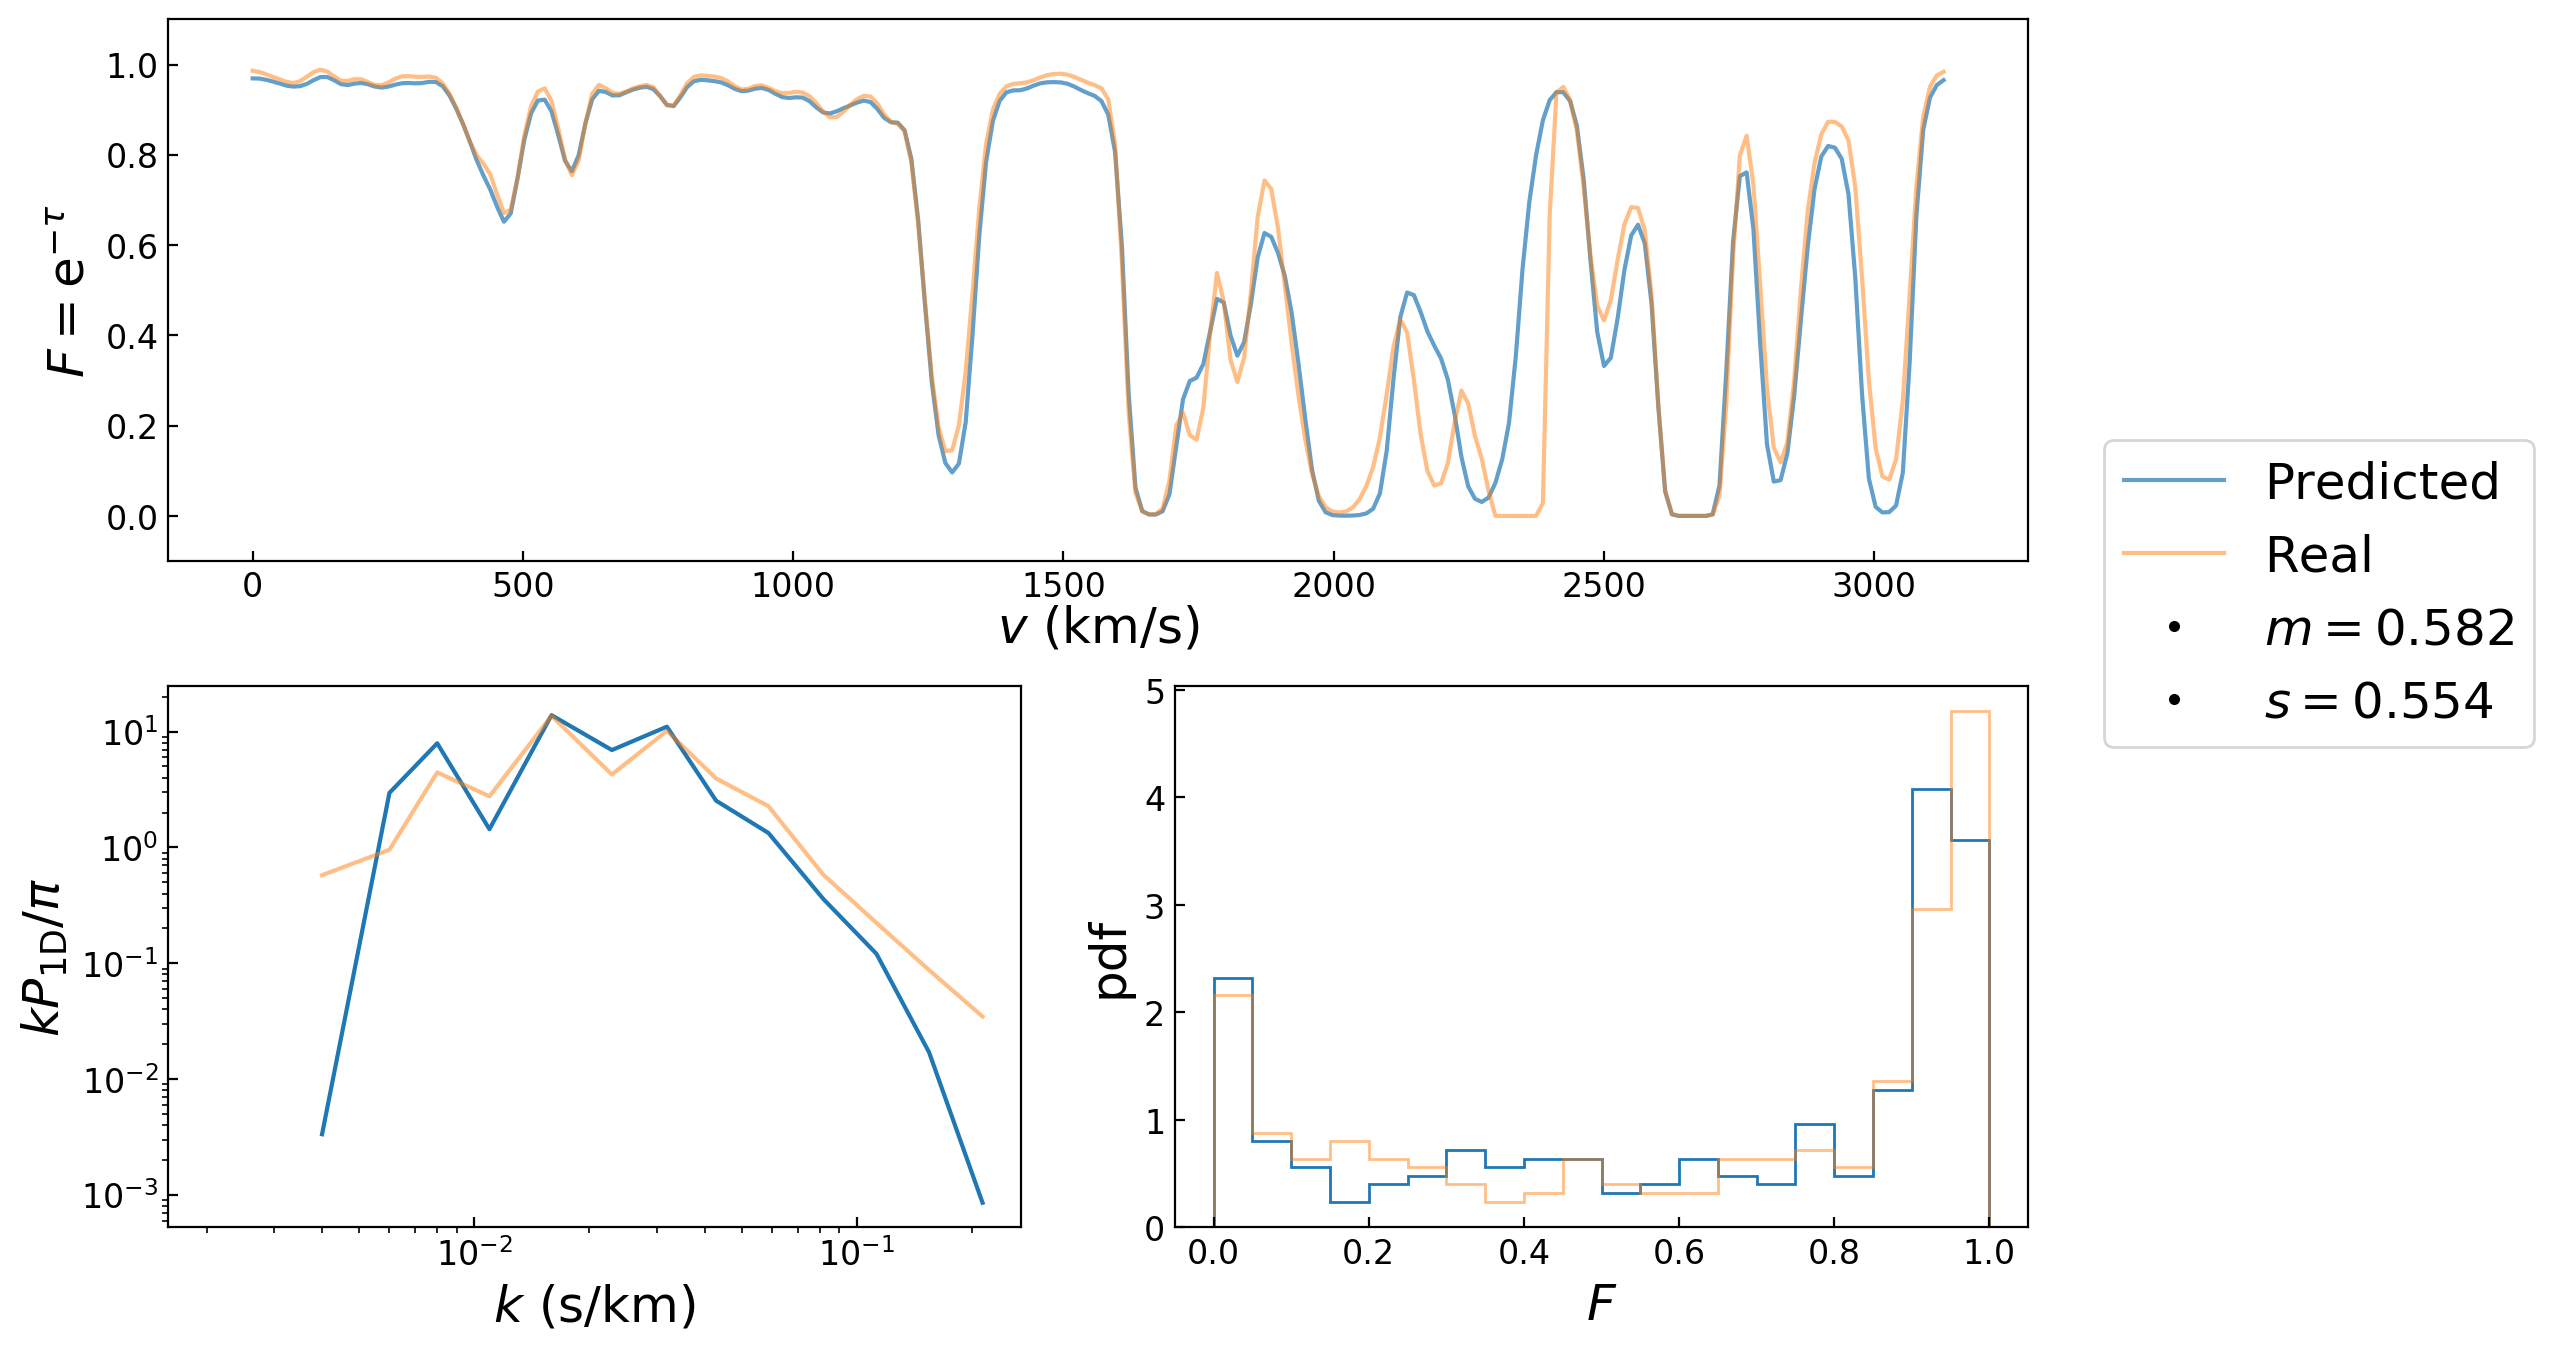 F = e^{−τ}
1.0
0.8
0.6
0.4
0.2
0.0
0 500 1000 1500 2000 2500 3000
v (km/s)
Predicted
Real
m = 0.582
s = 0.554
kP_{1D}/π
10^1
10^0
10^{−1}
10^{−2}
10^{−3}
10^{−2} 10^{−1}
k (s/km)
pdf
5
4
3
2
1
0
0.0 0.2 0.4 0.6 0.8 1.0
F